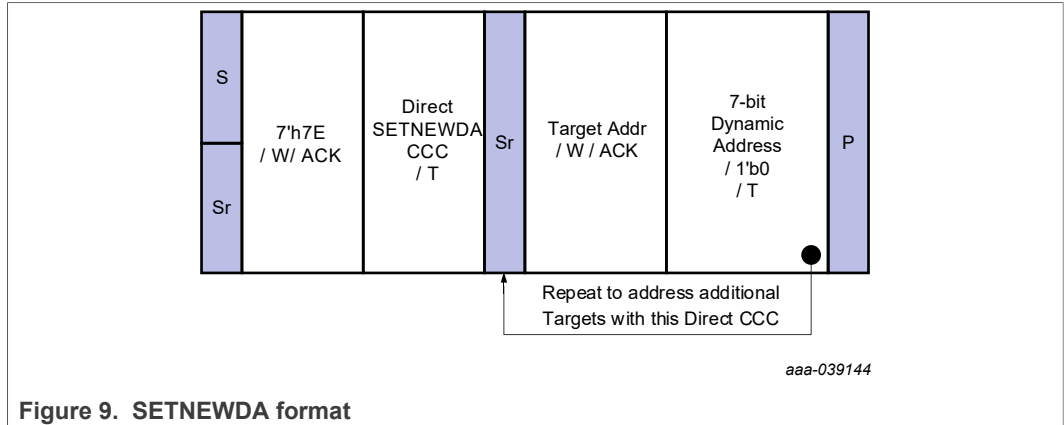 S
Sr
7'h7E
/ W/ ACK
Direct
SETNEWDA
CCC
/ T
Sr
Target Addr
/ W / ACK
7-bit
Dynamic
Address
/ 1'b0
/ T
P
Repeat to address additional
Targets with this Direct CCC
aaa-039144
Figure 9. SETNEWDA format